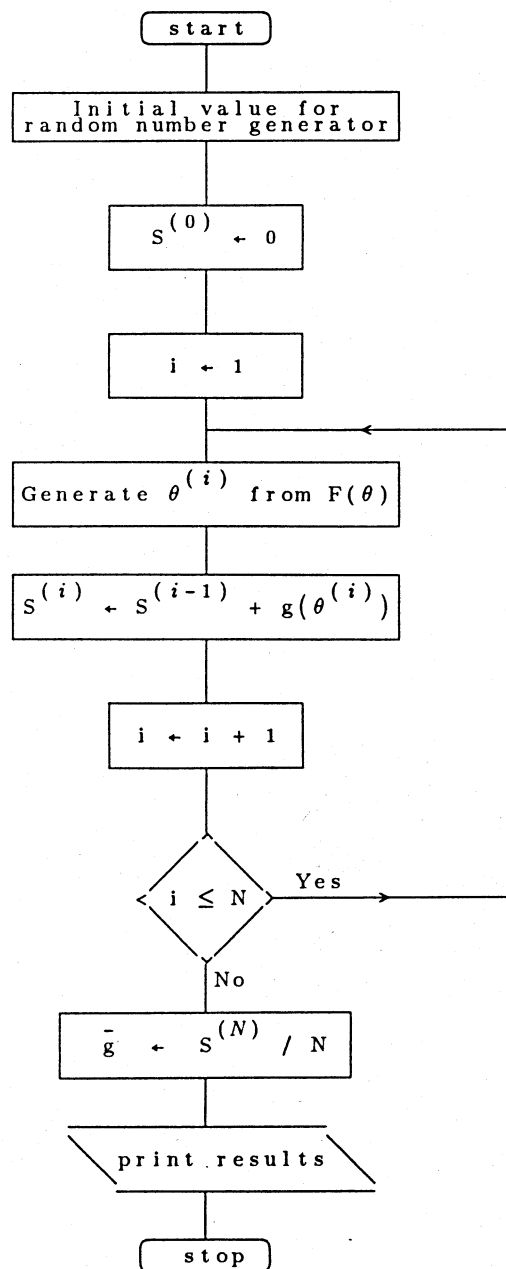 start
Initial value for
random number generator
S^(0) ← 0
i ← 1
Generate θ^(i) from F(θ)
S^(i) ← S^(i-1) + g(θ^(i))
i ← i + 1
i ≤ N
Yes
No
ḡ ← S^(N) / N
print results
stop